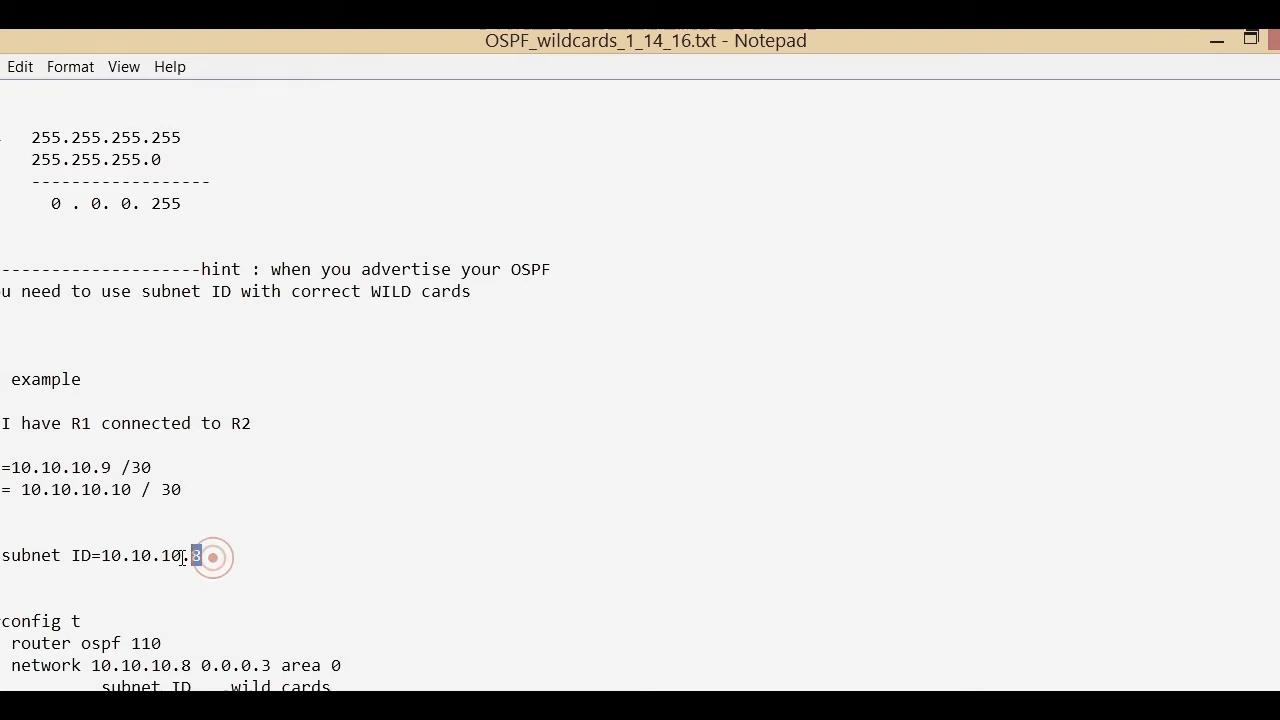 OSPF_wildcards_1_14_16.txt - Notepad
Edit Format View Help
255.255.255.255
255.255.255.0
------------------
0 . 0. 0. 255
--------------------hint : when you advertise your OSPF
u need to use subnet ID with correct WILD cards
example
I have R1 connected to R2
=10.10.10.9 /30
= 10.10.10.10 / 30
subnet ID=10.10.10.8
config t
router ospf 110
network 10.10.10.8 0.0.0.3 area 0
subnet ID .wild cards